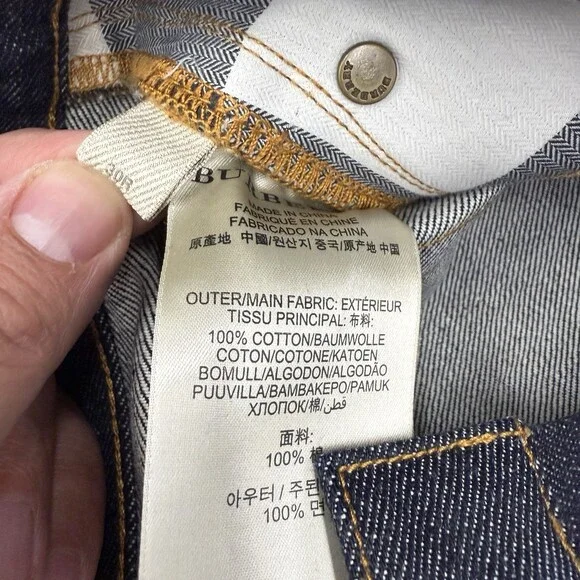 BURBERRY
30R
MADE IN CHINA
FABRIQUÉ EN CHINE
FABRICADO NA CHINA
原產地 中國/원산지 중국/原产地 中国
OUTER/MAIN FABRIC: EXTÉRIEUR
TISSU PRINCIPAL: 布料:
100% COTTON/BAUMWOLLE
COTON/COTONE/KATOEN
BOMULL/ALGODON/ALGODÃO
PUUVILLA/BAMBAKEPO/PAMUK
ХЛОПОК/棉/قطن
面料:
100% 棉
아우터 / 주된
100% 면